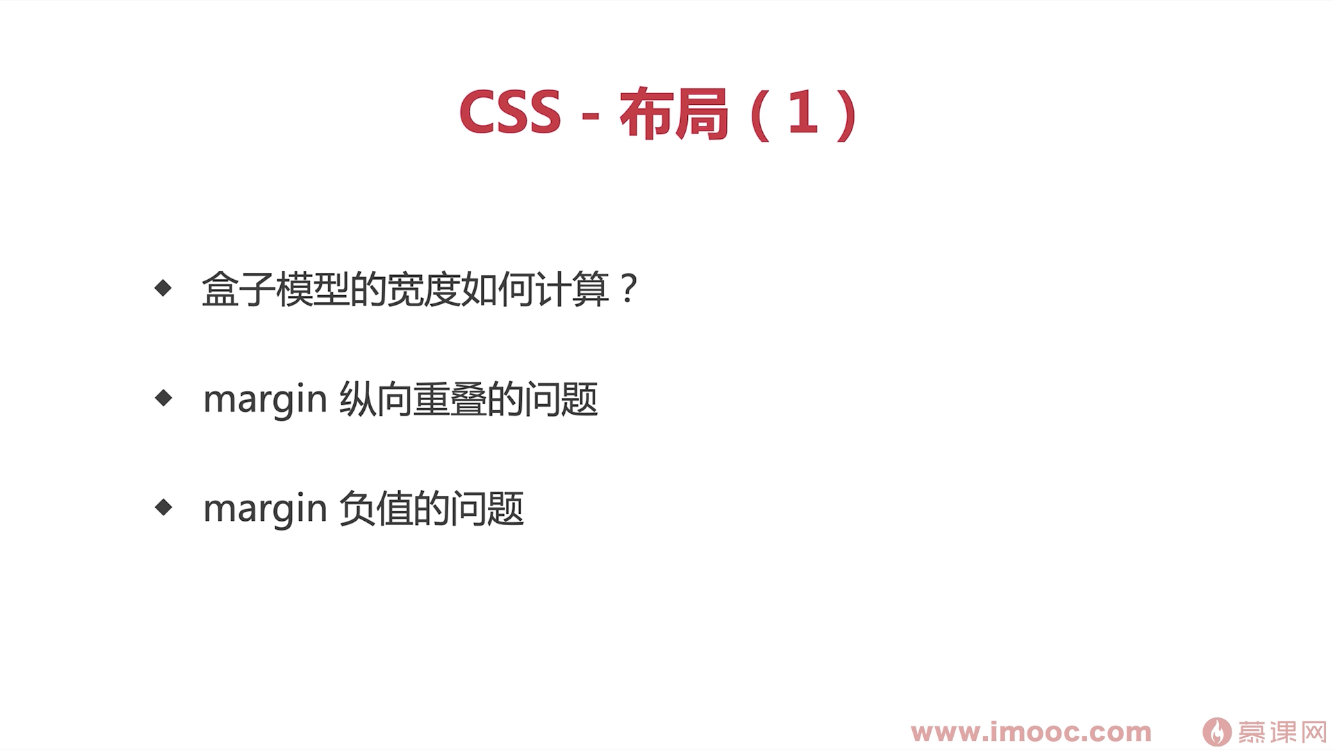 CSS - 布局（1）
盒子模型的宽度如何计算？
margin 纵向重叠的问题
margin 负值的问题
www.imooc.com 慕课网